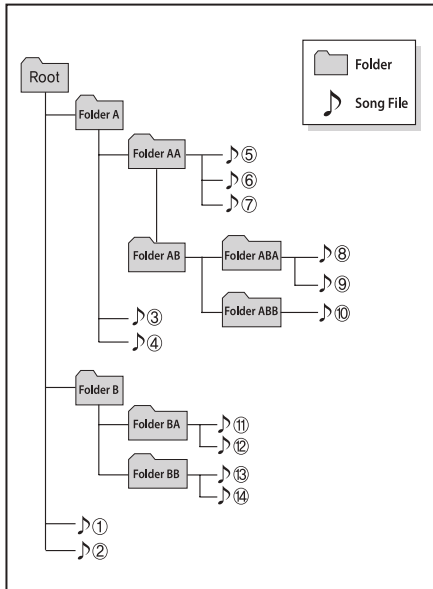 Root
Folder
Song File
Folder A
Folder AA
⑤
⑥
⑦
Folder AB
Folder ABA
⑧
⑨
Folder ABB
⑩
③
④
Folder B
Folder BA
⑪
⑫
Folder BB
⑬
⑭
①
②